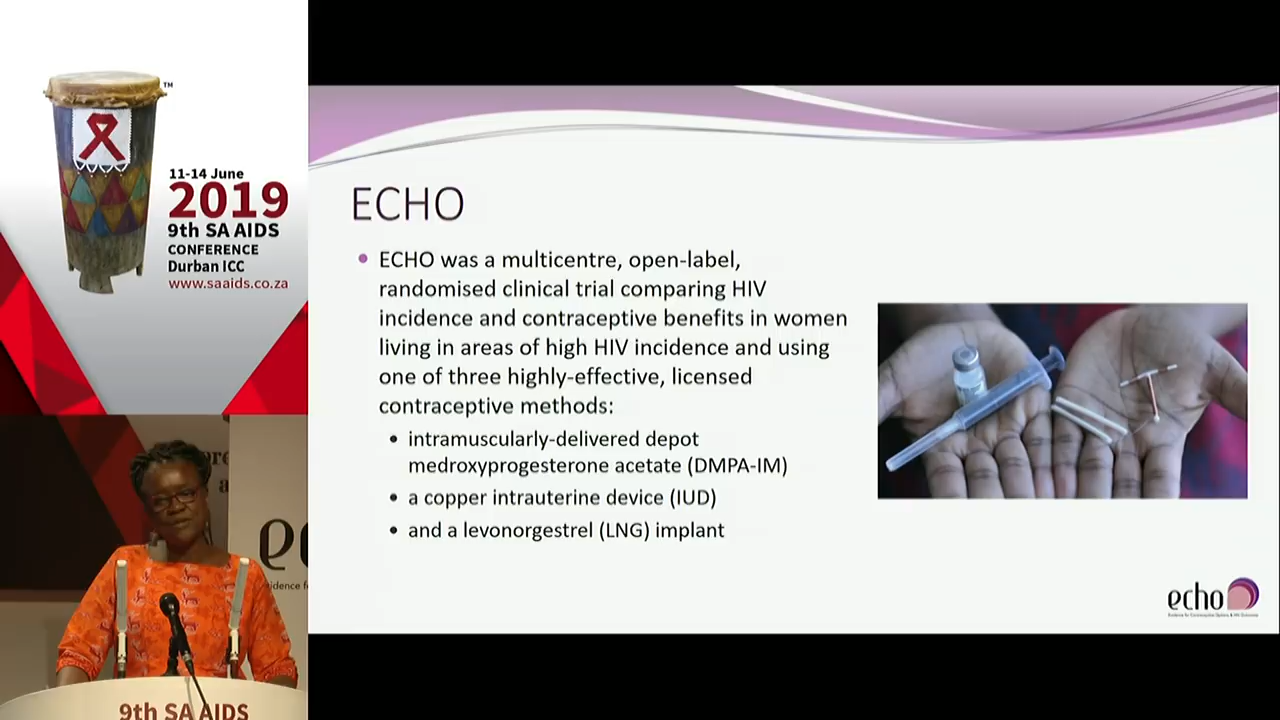 TM
11-14 June
2019
9th SA AIDS
CONFERENCE
Durban ICC
www.saaids.co.za
ECHO
ECHO was a multicentre, open-label,
randomised clinical trial comparing HIV
incidence and contraceptive benefits in women
living in areas of high HIV incidence and using
one of three highly-effective, licensed
contraceptive methods:
• intramuscularly-delivered depot
medroxyprogesterone acetate (DMPA-IM)
• a copper intrauterine device (IUD)
• and a levonorgestrel (LNG) implant
echo
9th SA AIDS